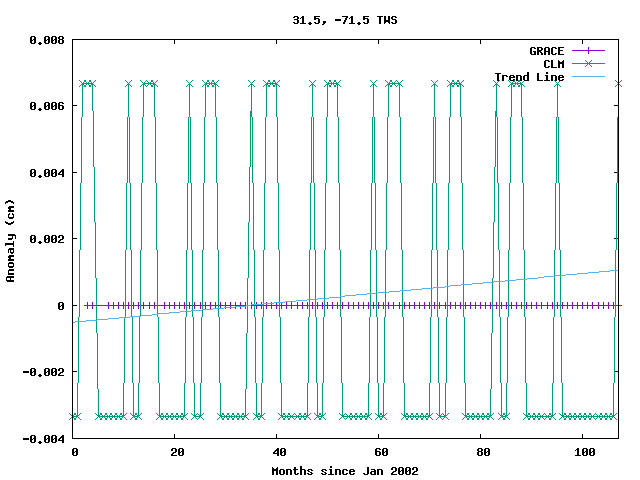 31.5, -71.5 TWS
GRACE
CLM
Trend Line
0.008
0.006
0.004
0.002
0
-0.002
-0.004
Anomaly (cm)
0 20 40 60 80 100
Months since Jan 2002